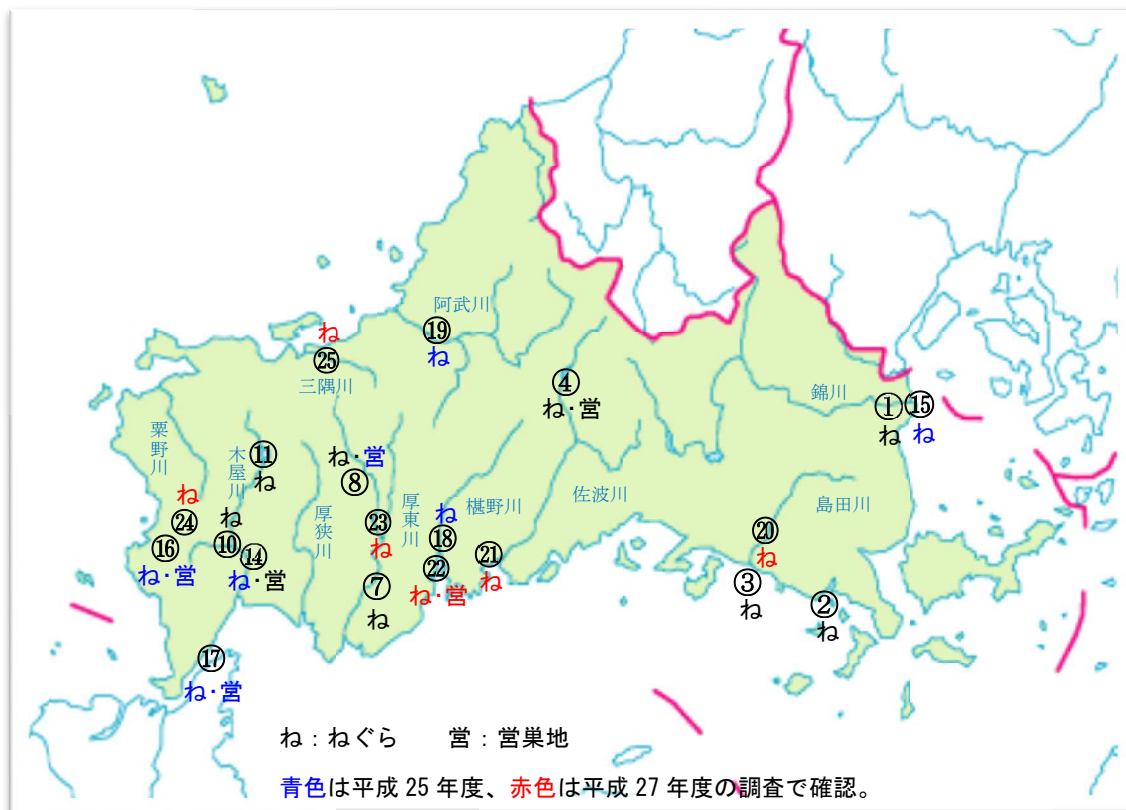 阿武川
⑲
ね
ね
㉕
三隅川
④
ね・営
錦川
①
ね
⑮
ね
粟野川
木屋川
⑪
ね
ね・営
⑧
厚狭川
㉓
ね
厚東川
ね
⑱
椹野川
佐波川
島田川
ね
㉔
⑯
ね・営
ね
⑩
⑭
ね・営
㉒
ね・営
㉑
ね
⑳
ね
③
ね
②
ね
⑦
ね
⑰
ね・営
ね：ねぐら　営：営巣地
青色は平成 25 年度、赤色は平成 27 年度の調査で確認。